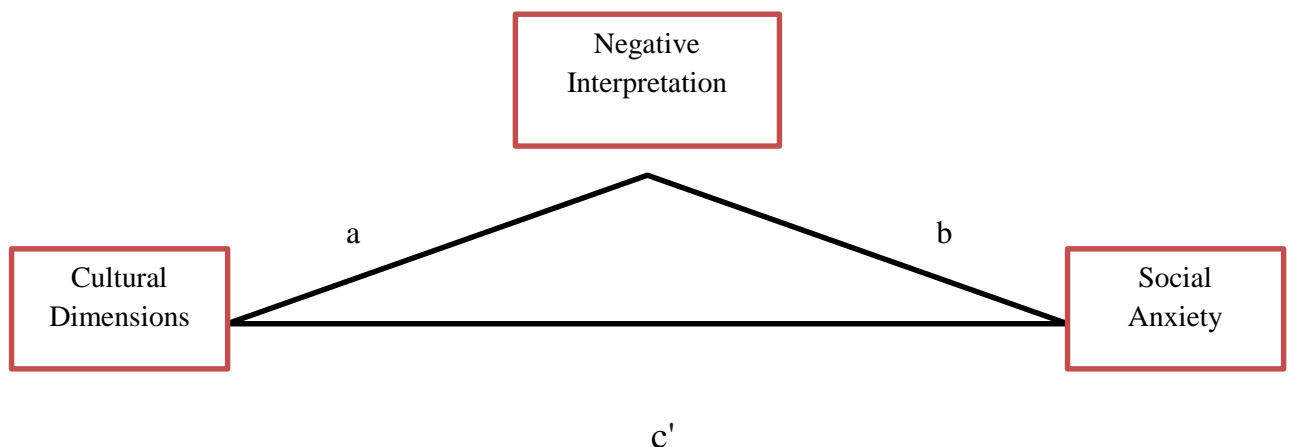 Negative
Interpretation
a
b
Cultural
Dimensions
Social
Anxiety
c'